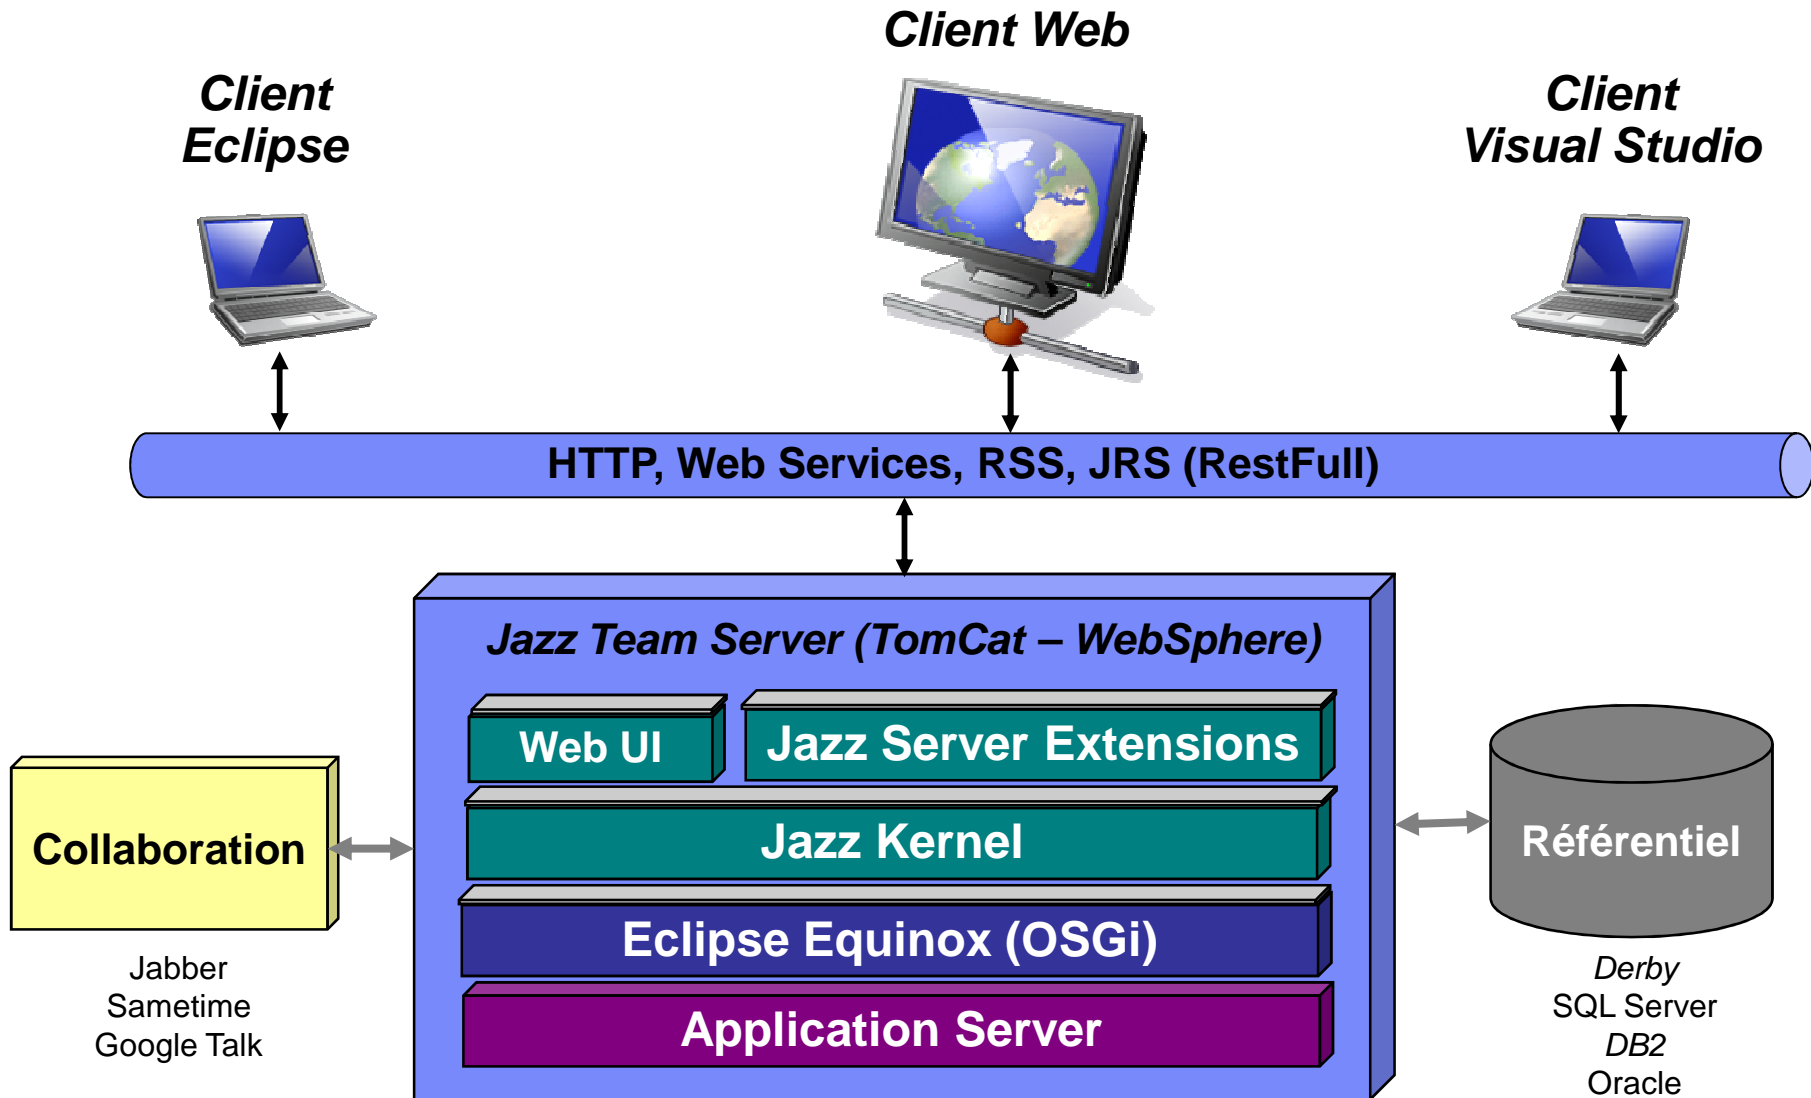 Client Web
Client
Eclipse
Client
Visual Studio
HTTP, Web Services, RSS, JRS (RestFull)
Jazz Team Server (TomCat – WebSphere)
Web UI
Jazz Server Extensions
Jazz Kernel
Eclipse Equinox (OSGi)
Application Server
Collaboration
Jabber
Sametime
Google Talk
Référentiel
Derby
SQL Server
DB2
Oracle